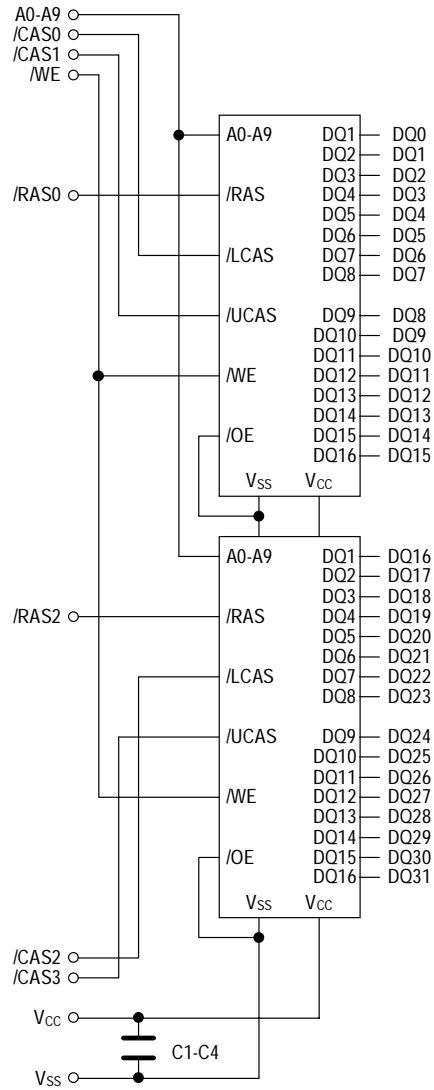 A0-A9
/CAS0
/CAS1
/WE
A0-A9 DQ1 DQ0
DQ2 DQ1
DQ3 DQ2
/RAS0 /RAS DQ4 DQ3
DQ5 DQ4
DQ6 DQ5
/LCAS DQ7 DQ6
DQ8 DQ7
/UCAS DQ9 DQ8
DQ10 DQ9
DQ11 DQ10
/WE DQ12 DQ11
DQ13 DQ12
DQ14 DQ13
/OE DQ15 DQ14
DQ16 DQ15
VSS VCC
A0-A9 DQ1 DQ16
DQ2 DQ17
DQ3 DQ18
/RAS2 /RAS DQ4 DQ19
DQ5 DQ20
DQ6 DQ21
/LCAS DQ7 DQ22
DQ8 DQ23
/UCAS DQ9 DQ24
DQ10 DQ25
DQ11 DQ26
/WE DQ12 DQ27
DQ13 DQ28
DQ14 DQ29
/OE DQ15 DQ30
DQ16 DQ31
VSS VCC
/CAS2
/CAS3
VCC
C1-C4
VSS